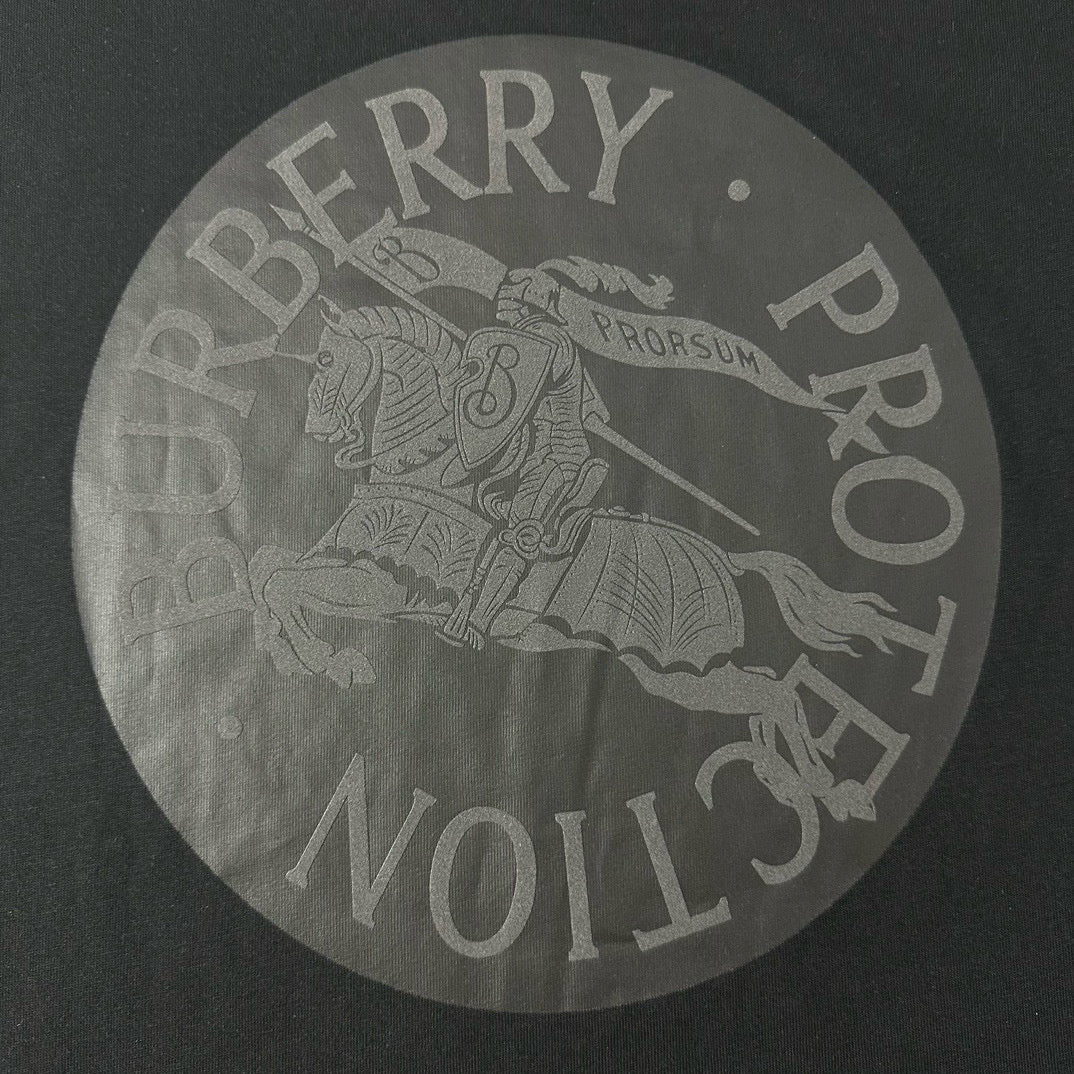 BURBERRY • PROTECTION •
B
PRORSUM
B